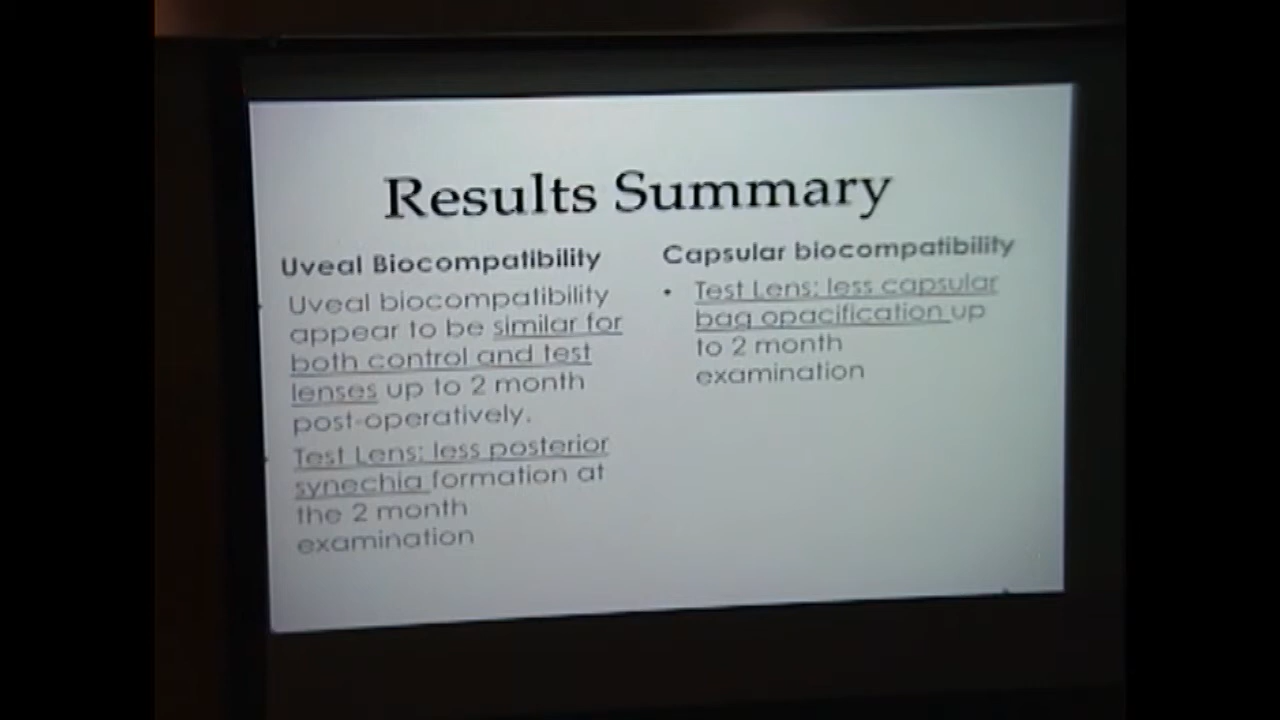 Results Summary
Uveal Biocompatibility
Uveal biocompatibility
appear to be similar for
both control and test
lenses up to 2 month
post-operatively.
Test Lens: less posterior
synechia formation at
the 2 month
examination
Capsular biocompatibility
• Test Lens: less capsular
bag opacification up
to 2 month
examination